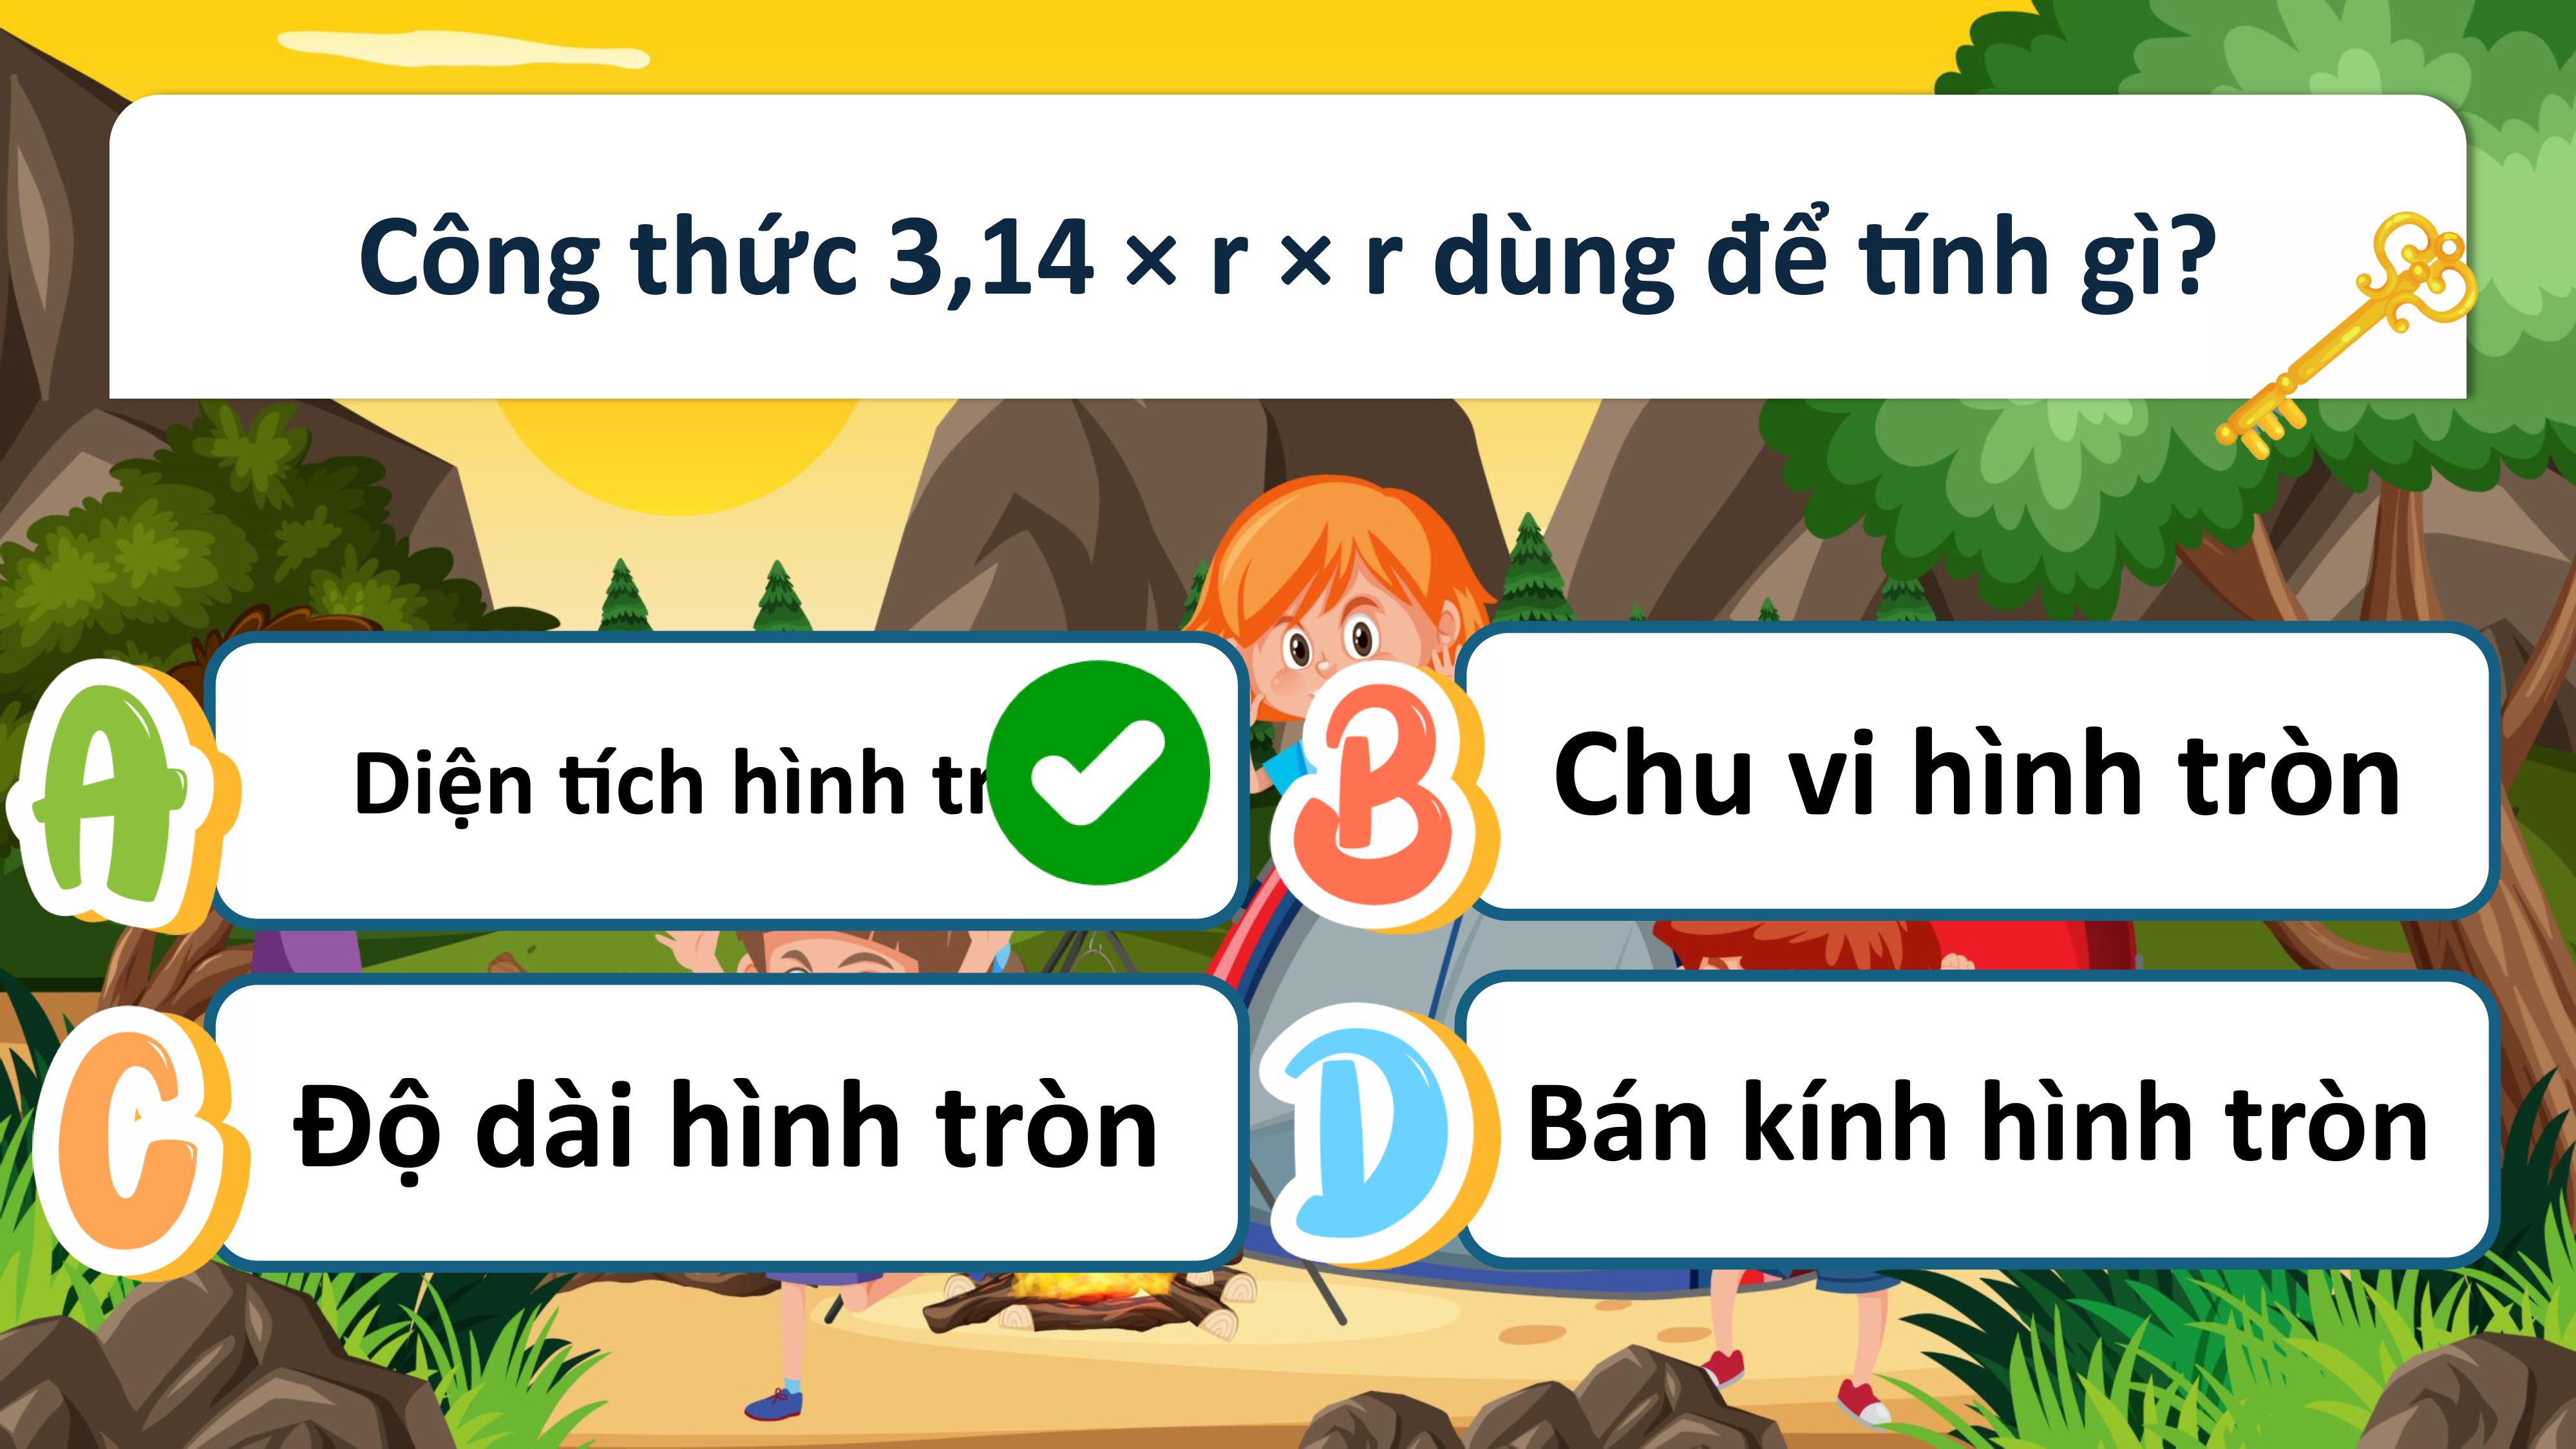 Công thức 3,14 × r × r dùng để tính gì?
A
Diện tích hình
B
Chu vi hình tròn
C
Độ dài hình tròn
D
Bán kính hình tròn